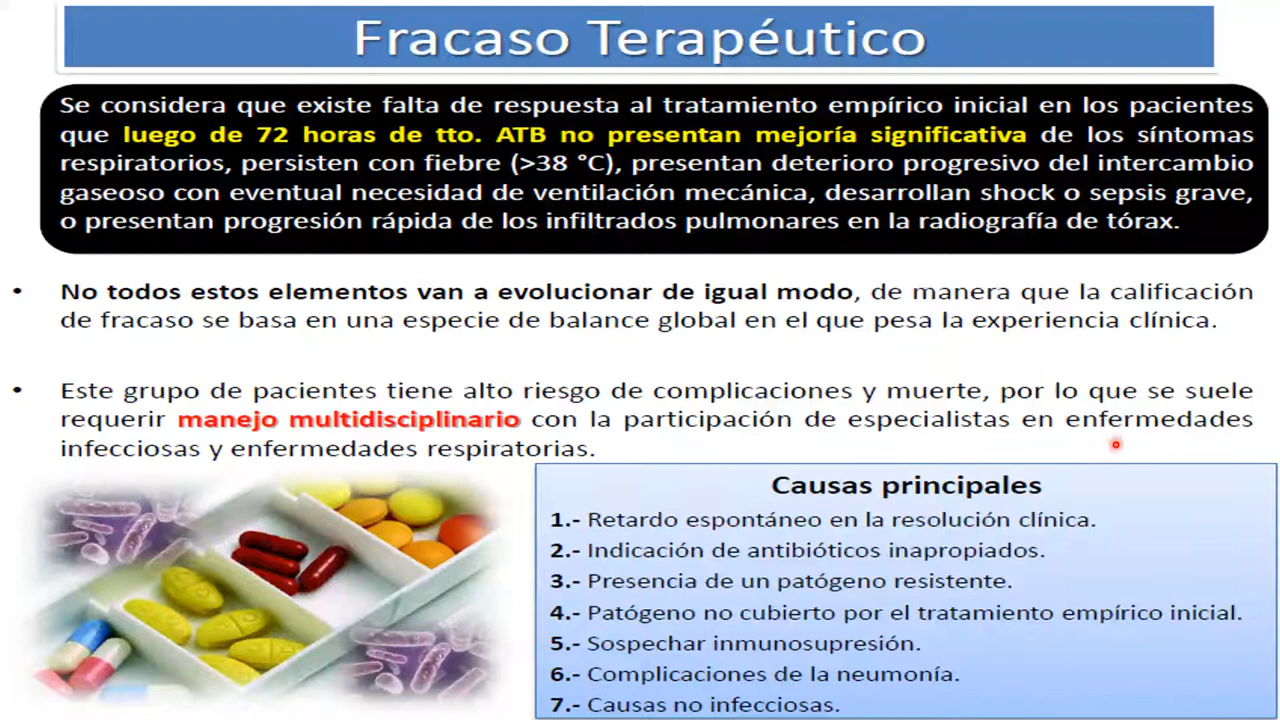 Fracaso Terapéutico
Se considera que existe falta de respuesta al tratamiento empírico inicial en los pacientes
que luego de 72 horas de tto. ATB no presentan mejoría significativa de los síntomas
respiratorios, persisten con fiebre (>38 °C), presentan deterioro progresivo del intercambio
gaseoso con eventual necesidad de ventilación mecánica, desarrollan shock o sepsis grave,
o presentan progresión rápida de los infiltrados pulmonares en la radiografía de tórax.
• No todos estos elementos van a evolucionar de igual modo, de manera que la calificación
de fracaso se basa en una especie de balance global en el que pesa la experiencia clínica.
• Este grupo de pacientes tiene alto riesgo de complicaciones y muerte, por lo que se suele
requerir manejo multidisciplinario con la participación de especialistas en enfermedades
infecciosas y enfermedades respiratorias.
Causas principales
1.- Retardo espontáneo en la resolución clínica.
2.- Indicación de antibióticos inapropiados.
3.- Presencia de un patógeno resistente.
4.- Patógeno no cubierto por el tratamiento empírico inicial.
5.- Sospechar inmunosupresión.
6.- Complicaciones de la neumonía.
7.- Causas no infecciosas.